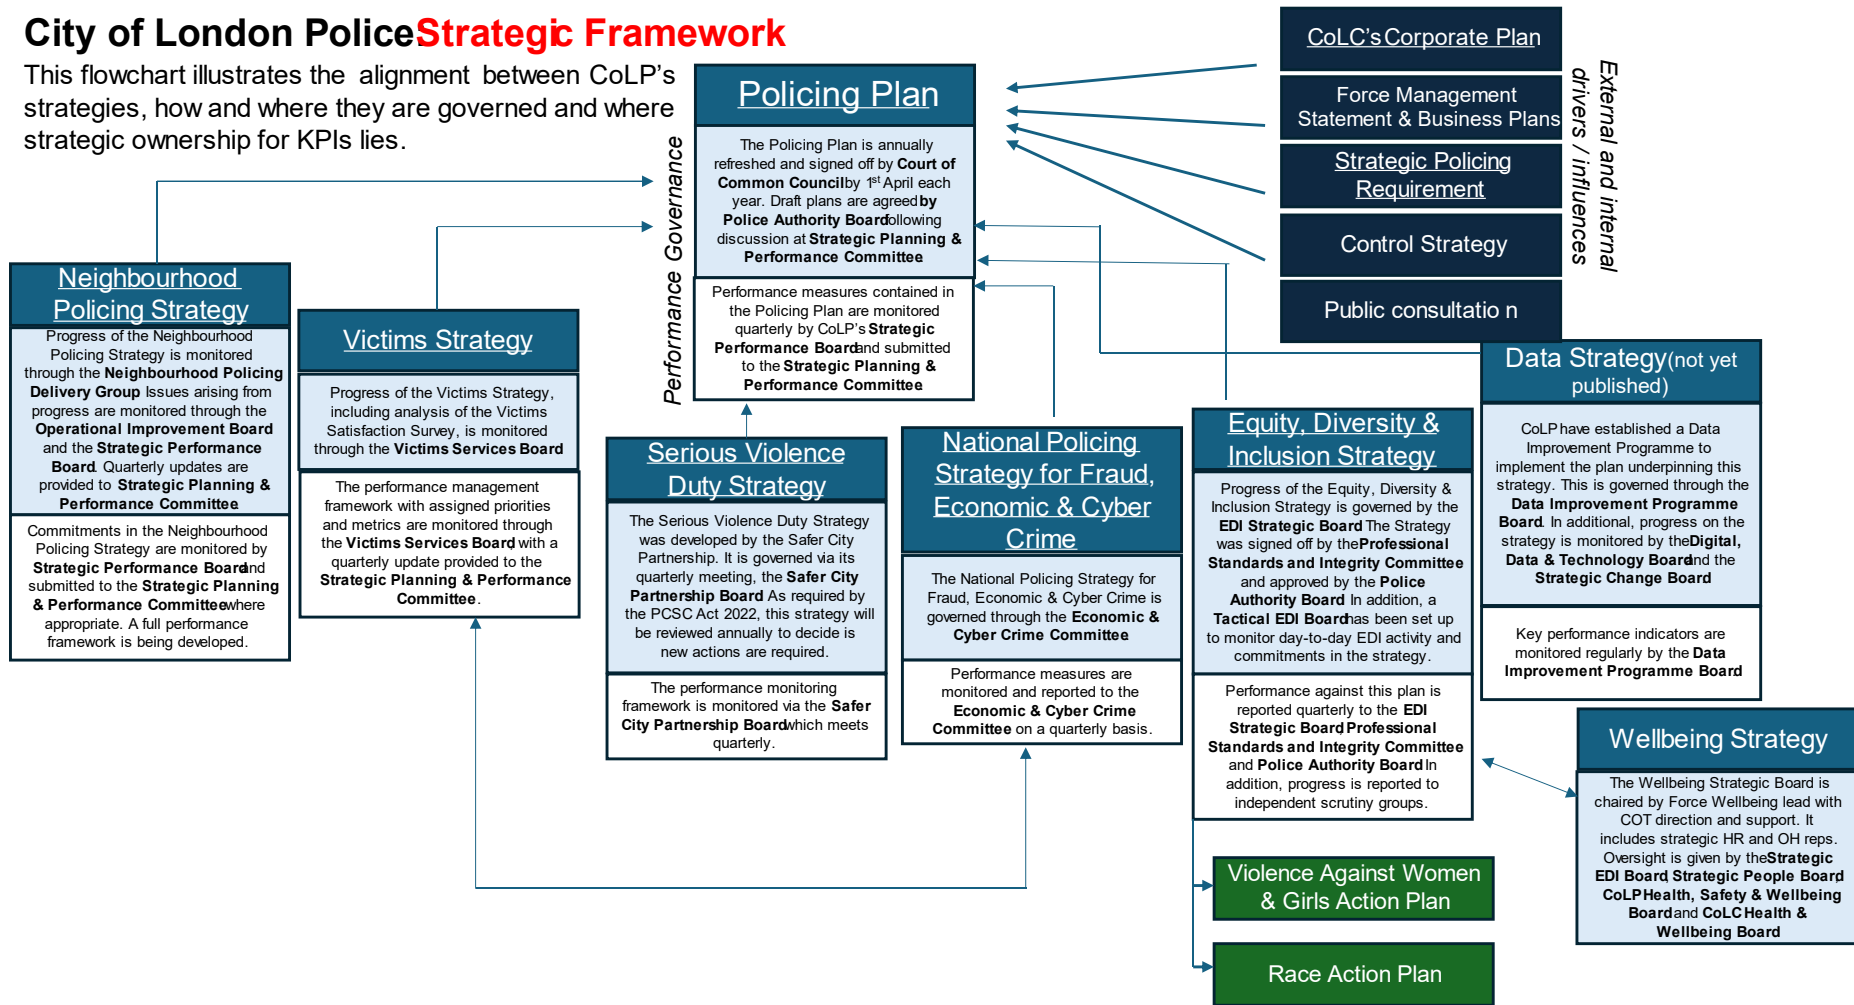 City of London Police Strategic Framework
This flowchart illustrates the alignment between CoLP's
strategies, how and where they are governed and where
strategic ownership for KPIs lies.
Performance Governance
Policing Plan
The Policing Plan is annually
refreshed and signed off by Court of
Common Council by 1st April each
year. Draft plans are agreed by
Police Authority Board following
discussion at Strategic Planning &
Performance Committee
Performance measures contained in
the Policing Plan are monitored
quarterly by CoLP's Strategic
Performance Board and submitted
to the Strategic Planning &
Performance Committee
CoLC's Corporate Plan
Force Management
Statement & Business Plans
Strategic Policing
Requirement
Control Strategy
Public consultation
External and internal
drivers / influences
Neighbourhood
Policing Strategy
Progress of the Neighbourhood
Policing Strategy is monitored
through the Neighbourhood Policing
Delivery Group Issues arising from
progress are monitored through the
Operational Improvement Board
and the Strategic Performance
Board. Quarterly updates are
provided to Strategic Planning &
Performance Committee
Commitments in the Neighbourhood
Policing Strategy are monitored by
Strategic Performance Board and
submitted to the Strategic Planning
& Performance Committee where
appropriate. A full performance
framework is being developed.
Victims Strategy
Progress of the Victims Strategy,
including analysis of the Victims
Satisfaction Survey, is monitored
through the Victims Services Board
The performance management
framework with assigned priorities
and metrics are monitored through
the Victims Services Board, with a
quarterly update provided to the
Strategic Planning & Performance
Committee.
Serious Violence
Duty Strategy
The Serious Violence Duty Strategy
was developed by the Safer City
Partnership. It is governed via its
quarterly meeting, the Safer City
Partnership Board As required by
the PCSC Act 2022, this strategy will
be reviewed annually to decide is
new actions are required.
The performance monitoring
framework is monitored via the Safer
City Partnership Board which meets
quarterly.
National Policing
Strategy for Fraud,
Economic & Cyber
Crime
The National Policing Strategy for
Fraud, Economic & Cyber Crime is
governed through the Economic &
Cyber Crime Committee
Performance measures are
monitored and reported to the
Economic & Cyber Crime
Committee on a quarterly basis.
Equity, Diversity &
Inclusion Strategy
Progress of the Equity, Diversity &
Inclusion Strategy is governed by the
EDI Strategic Board The Strategy
was signed off by the Professional
Standards and Integrity Committee
and approved by the Police
Authority Board In addition, a
Tactical EDI Board has been set up
to monitor day-to-day EDI activity and
commitments in the strategy.
Performance against this plan is
reported quarterly to the EDI
Strategic Board, Professional
Standards and Integrity Committee
and Police Authority Board In
addition, progress is reported to
independent scrutiny groups.
Violence Against Women
& Girls Action Plan
Race Action Plan
Data Strategy (not yet
published)
CoLP have established a Data
Improvement Programme to
implement the plan underpinning this
strategy. This is governed through the
Data Improvement Programme
Board. In additional, progress on the
strategy is monitored by the Digital,
Data & Technology Board and the
Strategic Change Board
Key performance indicators are
monitored regularly by the Data
Improvement Programme Board
Wellbeing Strategy
The Wellbeing Strategic Board is
chaired by Force Wellbeing lead with
COT direction and support. It
includes strategic HR and OH reps.
Oversight is given by the Strategic
EDI Board, Strategic People Board,
CoLP Health, Safety & Wellbeing
Board and CoLC Health &
Wellbeing Board